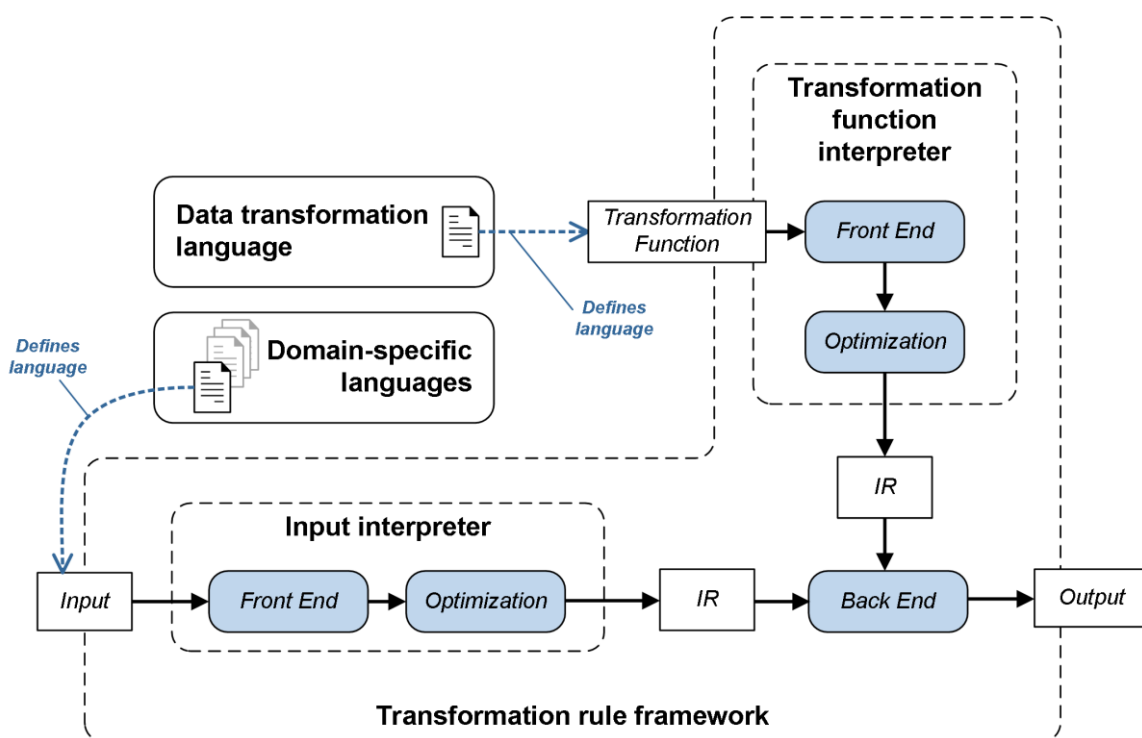 Transformation
function
interpreter
Data transformation
language
Transformation
Function
Front End
Defines
language
Optimization
Defines
language
Domain-specific
languages
IR
Input interpreter
Input
Front End
Optimization
IR
Back End
Output
Transformation rule framework